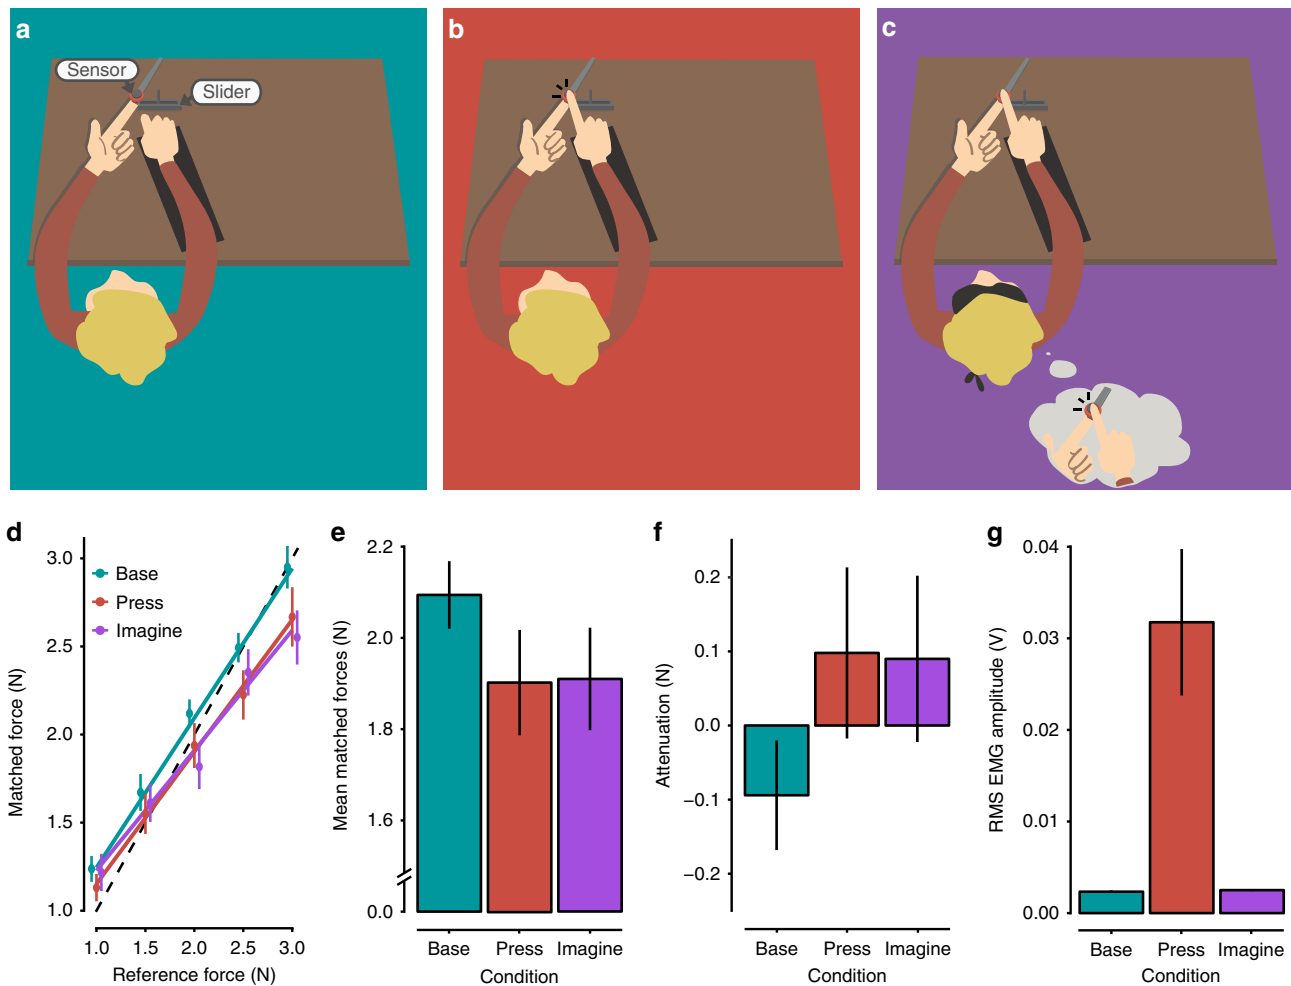 a
Sensor
Slider
b
c
d
Matched force (N)
3.0
2.5
2.0
1.5
1.0
Base
Press
Imagine
1.0 1.5 2.0 2.5 3.0
Reference force (N)
e
Mean matched forces (N)
2.2
2.0
1.8
1.6
0.0
Base Press Imagine
Condition
f
Attenuation (N)
0.2
0.1
0.0
−0.1
−0.2
Base Press Imagine
Condition
g
RMS EMG amplitude (V)
0.04
0.03
0.02
0.01
0.00
Base Press Imagine
Condition